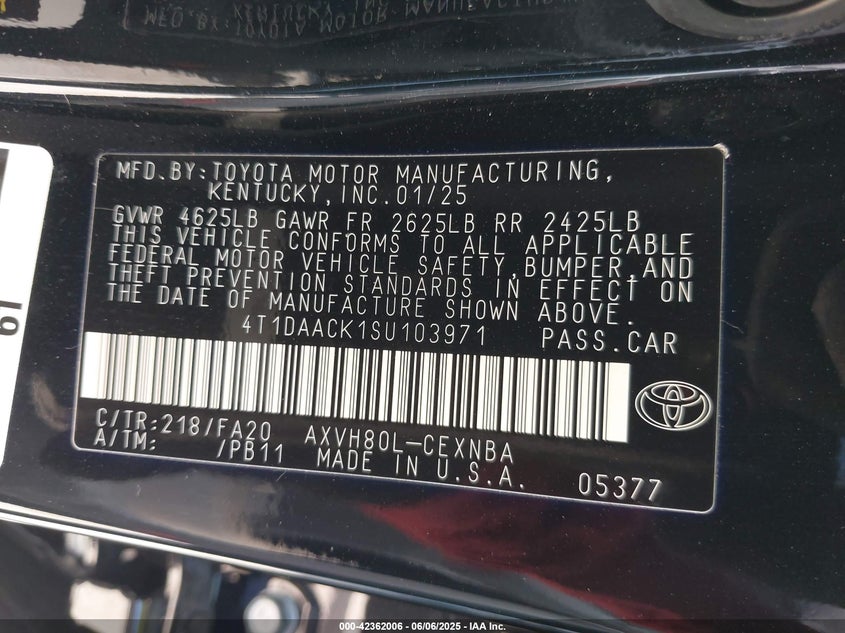 MFD.BY:TOYOTA MOTOR MANUFACTURING,
KENTUCKY,INC.01/25
GVWR 4625LB GAWR FR 2625LB RR 2425LB
THIS VEHICLE CONFORMS TO ALL APPLICABLE
FEDERAL MOTOR VEHICLE SAFETY,BUMPER,AND
THEFT PREVENTION STANDARDS IN EFFECT ON
THE DATE OF MANUFACTURE SHOWN ABOVE.
4T1DAACK1SU103971 PASS.CAR
C/TR:218/FA20 AXVH80L-CEXNBA
A/TM: /PB11 MADE IN U.S.A. 05377
000-42362006 - 06/06/2025 - IAA Inc.